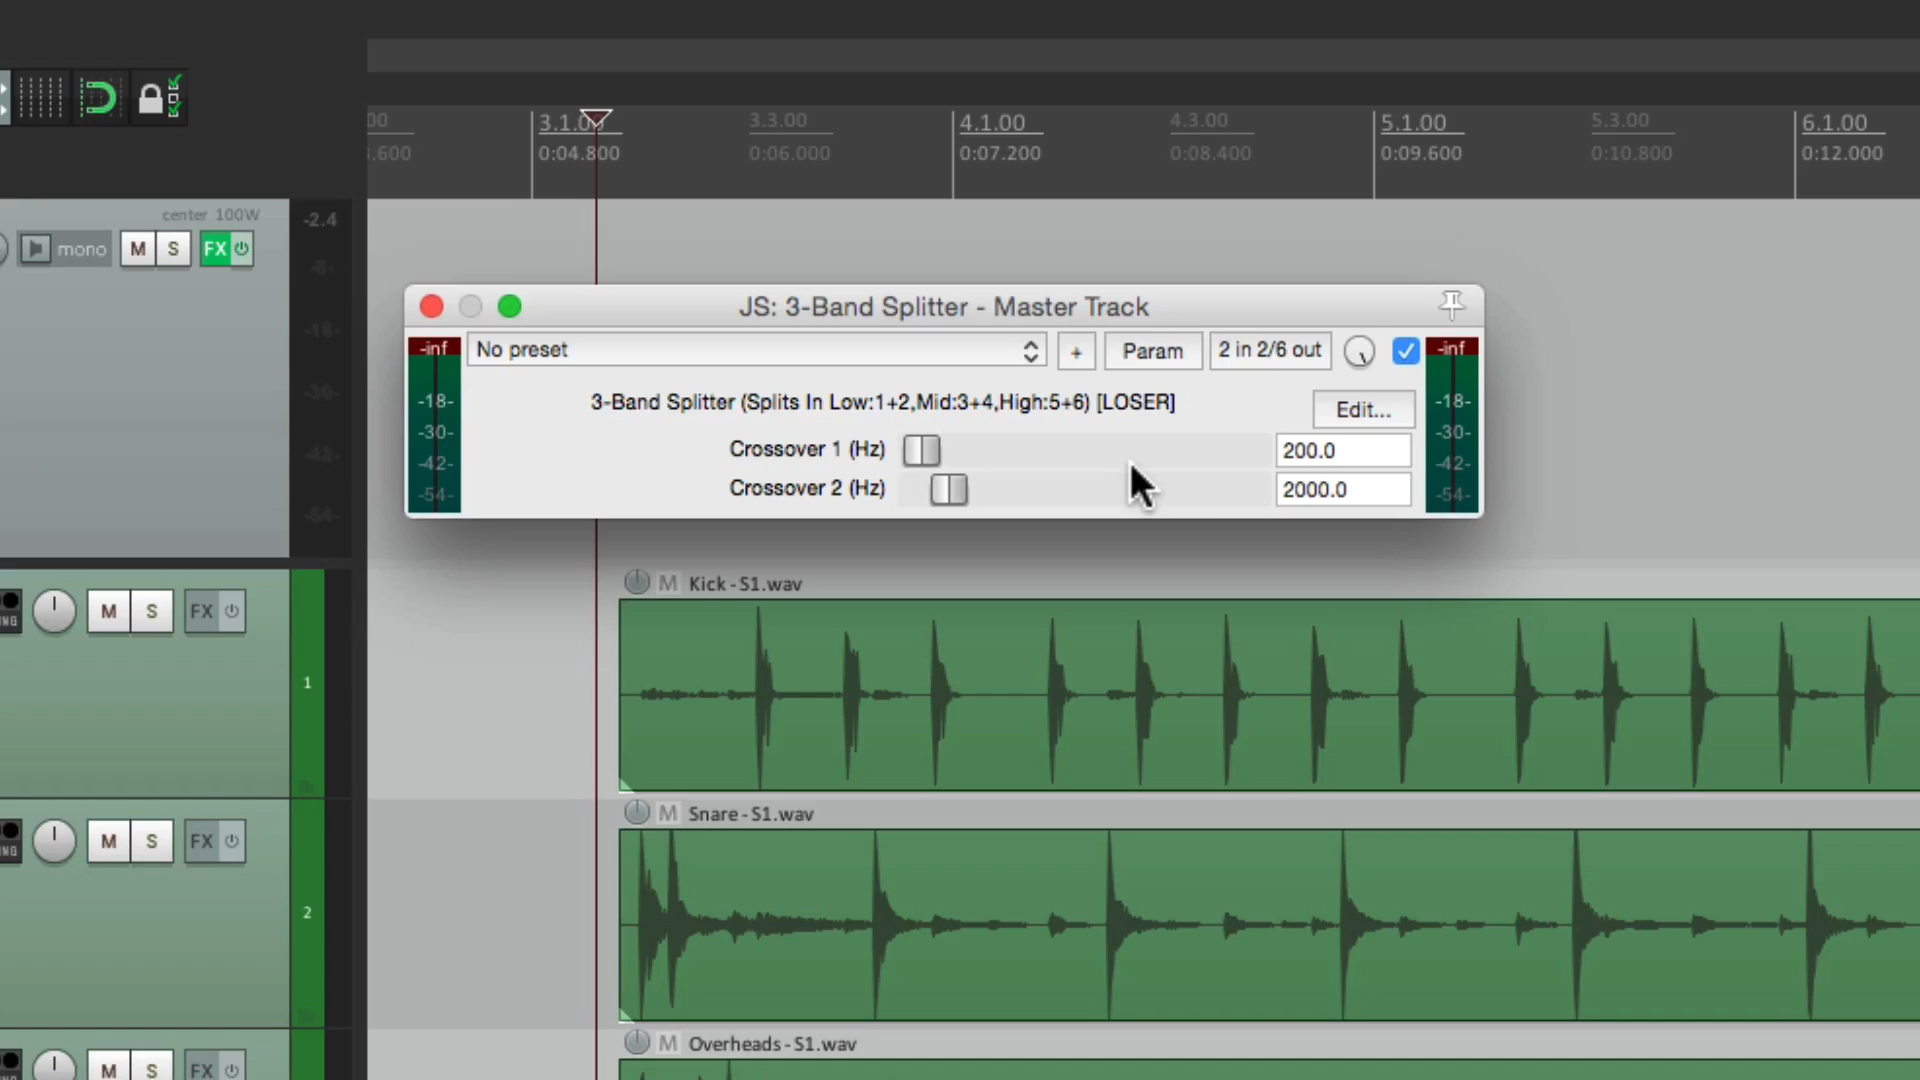 00 3.1.00 3.3.00 4.1.00 4.3.00 5.1.00 5.3.00 6.1.00
.600 0:04.800 0:06.000 0:07.200 0:08.400 0:09.600 0:10.800 0:12.000
center 100W
-2.4
mono M S FX
-6-
-18-
-30-
-42-
-54-
JS: 3-Band Splitter - Master Track
-inf No preset + Param 2 in 2/6 out -inf
3-Band Splitter (Splits In Low:1+2,Mid:3+4,High:5+6) [LOSER] Edit...
-18- -18-
-30- -30-
Crossover 1 (Hz) 200.0
-42- -42-
Crossover 2 (Hz) 2000.0
-54- -54-
M Kick - S1.wav
M S FX
1
M Snare - S1.wav
M S FX
2
M Overheads - S1.wav
M S FX